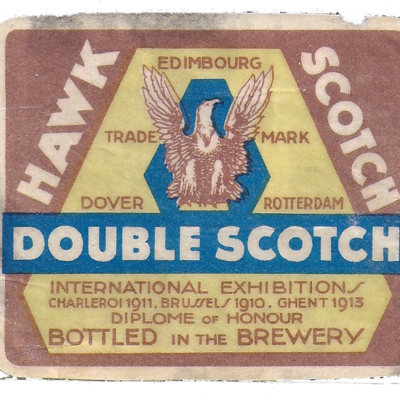 HAWK
SCOTCH
EDIMBOURG
TRADE MARK
DOVER ROTTERDAM
DOUBLE SCOTCH
INTERNATIONAL EXHIBITIONS
CHARLEROI 1911. BRUSSELS 1910. GHENT 1913
DIPLOME OF HONOUR
BOTTLED IN THE BREWERY